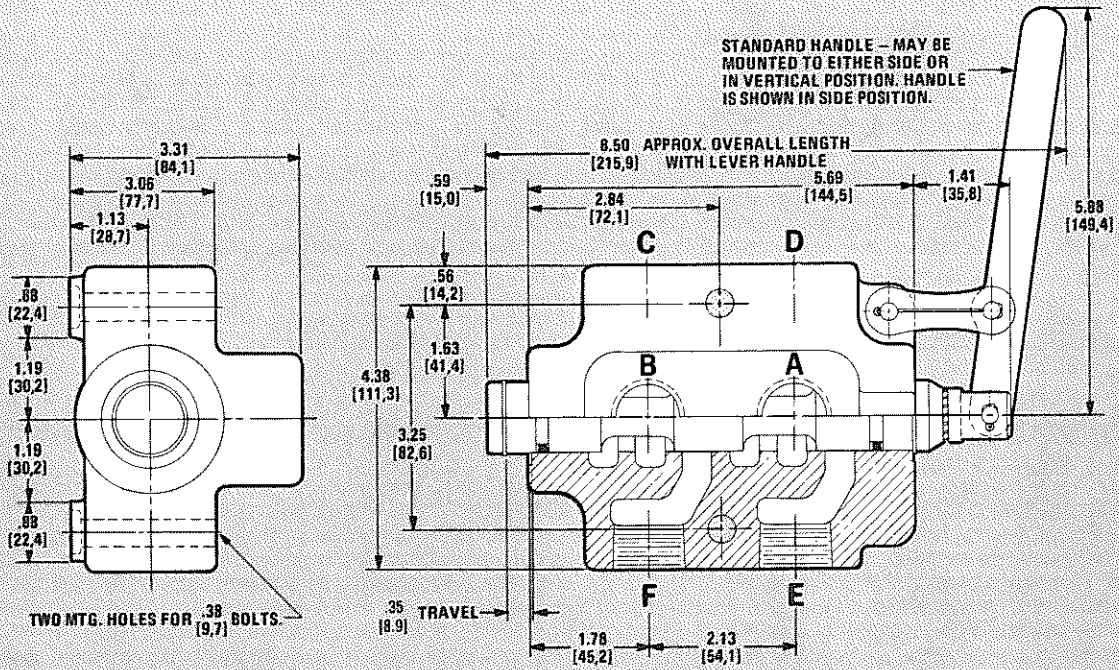 STANDARD HANDLE – MAY BE
MOUNTED TO EITHER SIDE OR
IN VERTICAL POSITION. HANDLE
IS SHOWN IN SIDE POSITION.
3.31
[84,1]
8.50 APPROX. OVERALL LENGTH
[215,9] WITH LEVER HANDLE
3.06
[77,7]
.59
[15,0]
5.69
[144,5]
1.41
[35,8]
2.84
[72,1]
5.88
[149,4]
1.13
[28,7]
C
D
.56
[14,2]
.88
[22,4]
1.63
[41,4]
1.19
[30,2]
4.38
[111,3]
B
A
3.25
[82,6]
1.19
[30,2]
.88
[22,4]
TWO MTG. HOLES FOR .38 BOLTS.
[9,7]
.35 TRAVEL
[8.9]
F
E
1.78
[45,2]
2.13
[54,1]